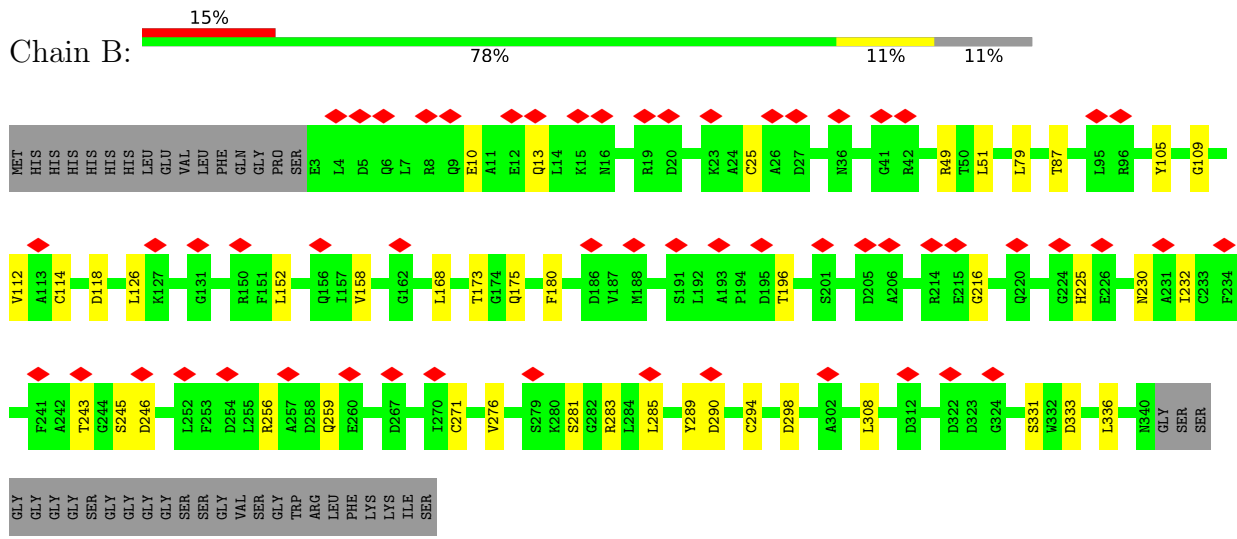 15%
Chain B:
78% 11% 11%
MET HIS HIS HIS HIS HIS HIS LEU GLU VAL LEU PHE GLN GLY PRO SER E3 L4 D5 Q6 L7 R8 Q9 E10 A11 E12 Q13 L14 K15 N16 R19 D20 K23 A24 C25 A26 D27 N36 G41 R42 R49 T50 L51 L79 T87 L95 R96 Y105 G109
V112 A113 C114 D118 L126 K127 G131 R150 F151 L152 Q156 I157 V158 G162 L168 T173 G174 Q175 F180 D186 V187 M188 S191 L192 A193 P194 D195 T196 S201 D205 A206 R214 E215 G216 Q220 G224 H225 E226 N230 A231 I232 C233 F234
F241 A242 T243 G244 S245 D246 L252 F253 D254 L255 R256 A257 D258 Q259 E260 D267 I270 C271 V276 S279 K280 S281 G282 R283 L284 L285 Y289 D290 C294 D298 A302 L308 D312 D322 D323 G324 S331 W332 D333 L336 N340 GLY SER SER
GLY GLY GLY GLY SER GLY GLY GLY SER SER GLY VAL SER GLY TRP ARG LEU PHE LYS LYS ILE SER